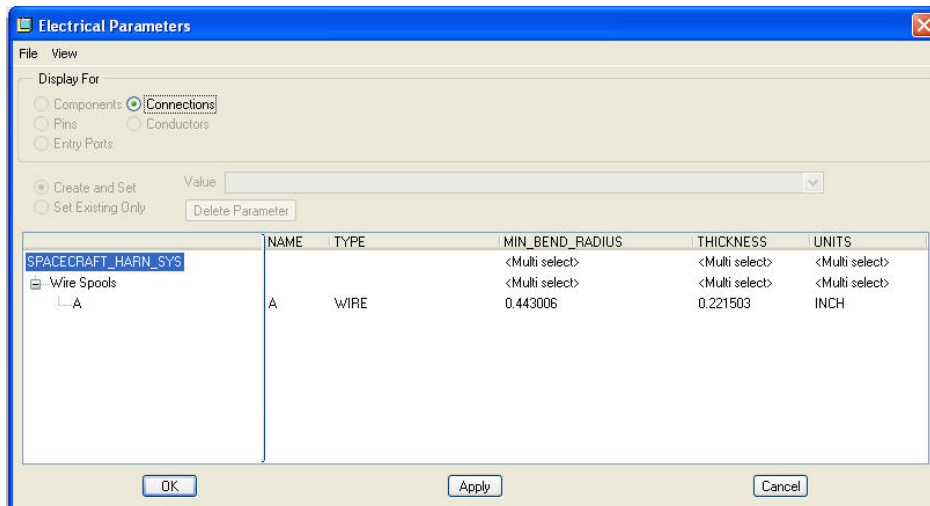 Electrical Parameters
File View
Display For
Components Connections
Pins Conductors
Entry Ports
Create and Set Value
Set Existing Only Delete Parameter
NAME TYPE MIN_BEND_RADIUS THICKNESS UNITS
SPACECRAFT_HARN_SYS <Multi select> <Multi select> <Multi select>
Wire Spools <Multi select> <Multi select> <Multi select>
A A WIRE 0.443006 0.221503 INCH
OK Apply Cancel